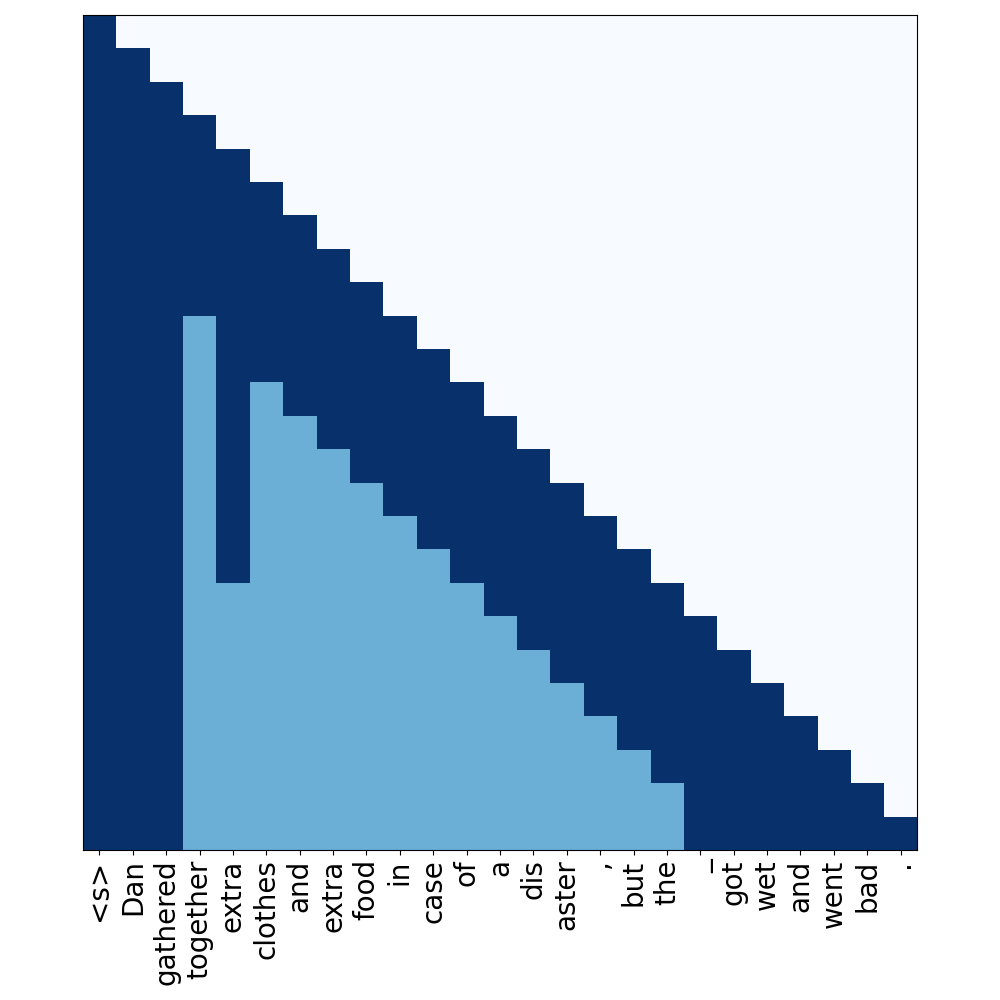 <s> Dan gathered together extra clothes and extra food in case of a dis aster , but the _ got wet and went bad .